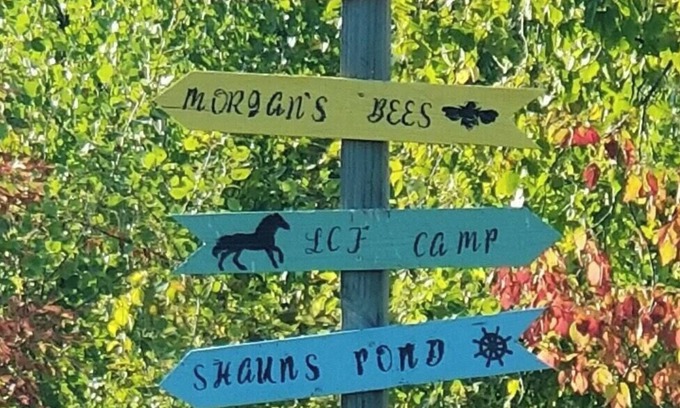 MORGAN'S BEES
LCF CAMP
SHAUNS POND